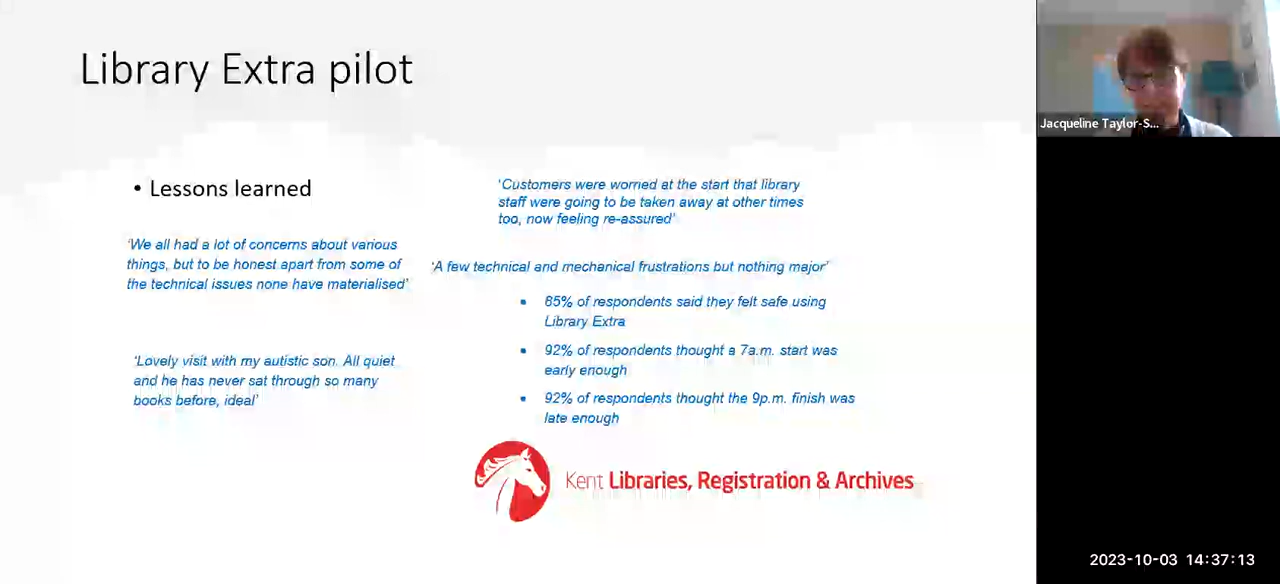 Library Extra pilot
• Lessons learned
'We all had a lot of concerns about various
things, but to be honest apart from some of
the technical issues none have materialised'
'Lovely visit with my autistic son. All quiet
and he has never sat through so many
books before, ideal'
'Customers were worried at the start that library
staff were going to be taken away at other times
too, now feeling re-assured'
'A few technical and mechanical frustrations but nothing major'
• 85% of respondents said they felt safe using
Library Extra
• 92% of respondents thought a 7a.m. start was
early enough
• 92% of respondents thought the 9p.m. finish was
late enough
Kent Libraries, Registration & Archives
Jacqueline Taylor-S...
2023-10-03 14:37:13